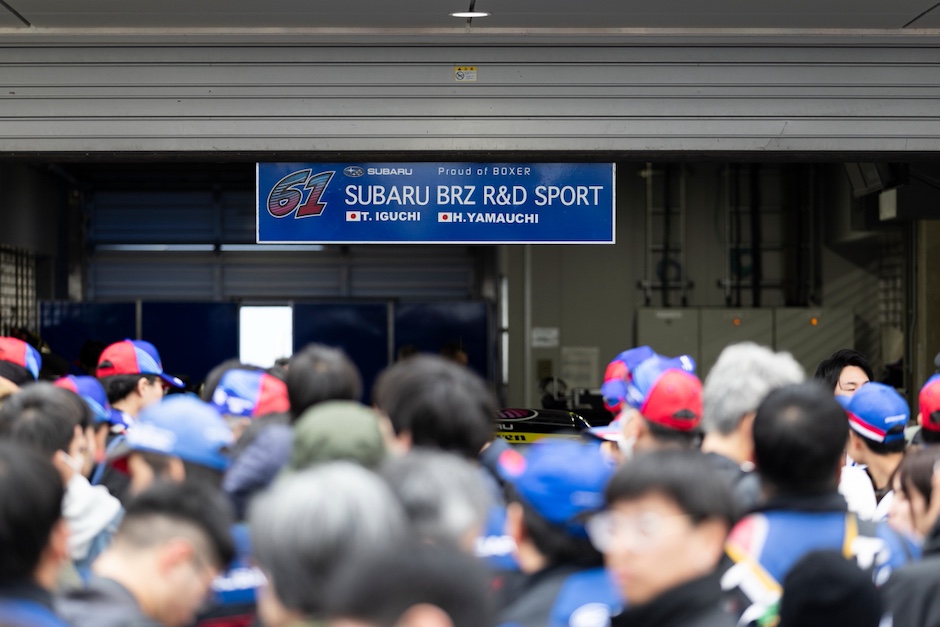 61
SUBARU Proud of BOXER
SUBARU BRZ R&D SPORT
T. IGUCHI H. YAMAUCHI